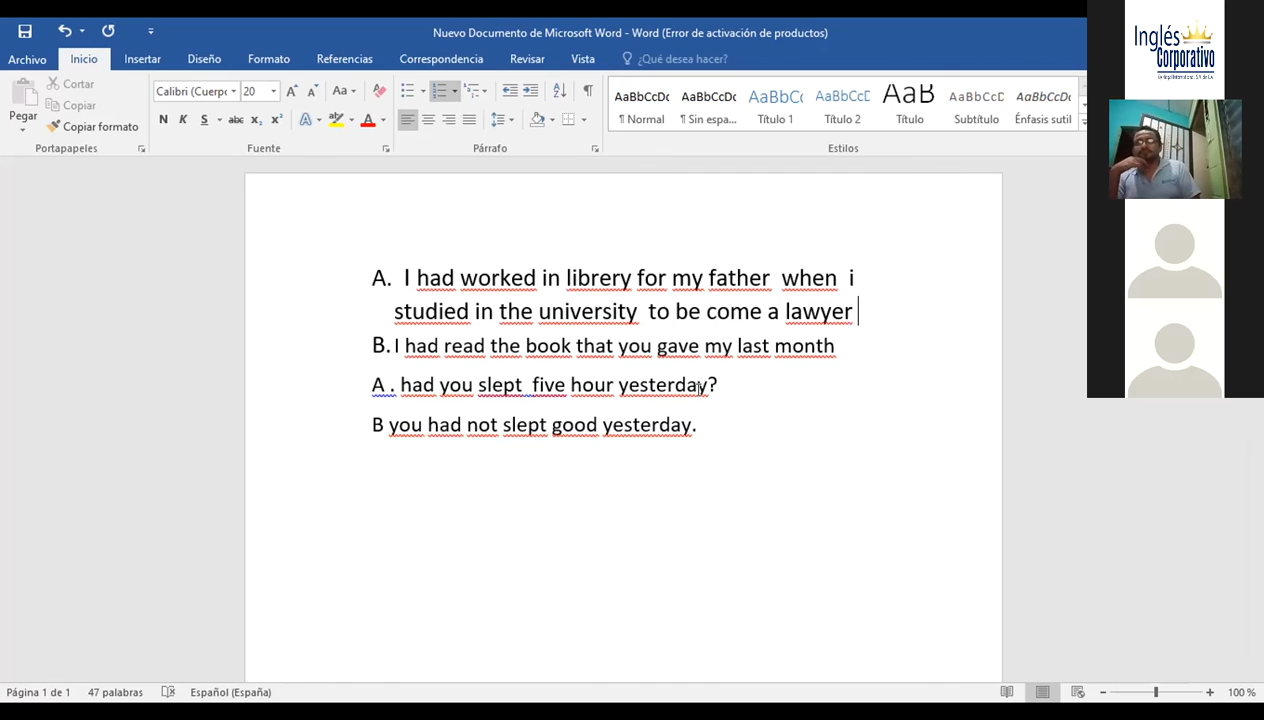 Nuevo Documento de Microsoft Word - Word (Error de activación de productos)
Archivo Inicio Insertar Diseño Formato Referencias Correspondencia Revisar Vista ¿Qué desea hacer?
Inglés
Corporativo
Cortar
Copiar
Copiar formato
Pegar
Calibri (Cuerpo 20
N K S abc
Portapapeles Fuente Párrafo Estilos
AaBbCcDc AaBbCcDc AaBbCc AaBbCcD AaB AaBbCcD AaBbCcDc
¶ Normal ¶ Sin espa... Título 1 Título 2 Título Subtítulo Énfasis sutil
A. I had worked in librery for my father when i
studied in the university to be come a lawyer
B. I had read the book that you gave my last month
A . had you slept five hour yesterday?
B you had not slept good yesterday.
Página 1 de 1 47 palabras Español (España) 100 %